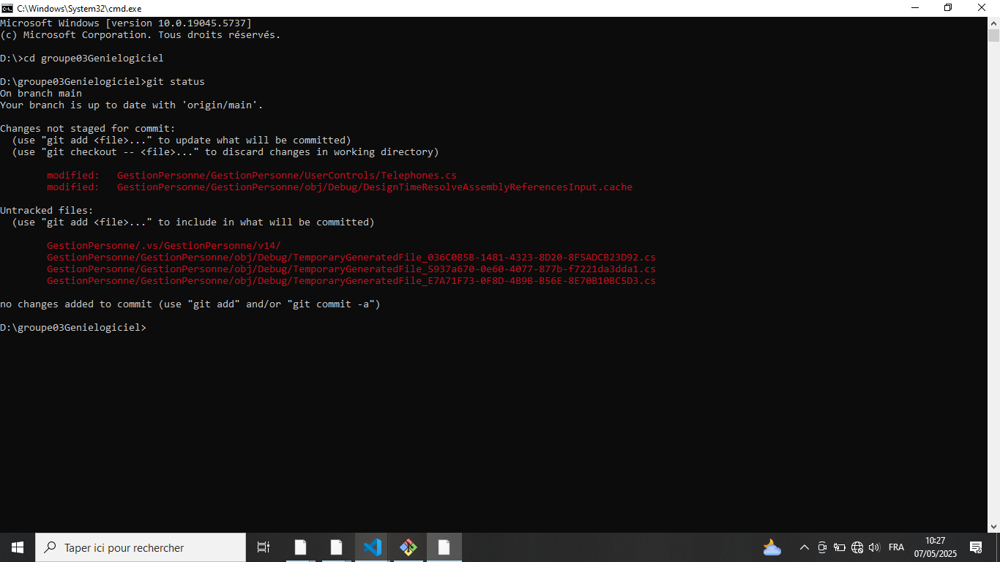 C:\Windows\System32\cmd.exe
Microsoft Windows [version 10.0.19045.5737]
(c) Microsoft Corporation. Tous droits réservés.
D:\>cd groupe03Genielogiciel
D:\groupe03Genielogiciel>git status
On branch main
Your branch is up to date with 'origin/main'.
Changes not staged for commit:
  (use "git add <file>..." to update what will be committed)
  (use "git checkout -- <file>..." to discard changes in working directory)
        modified:   GestionPersonne/GestionPersonne/UserControls/Telephones.cs
        modified:   GestionPersonne/GestionPersonne/obj/Debug/DesignTimeResolveAssemblyReferencesInput.cache
Untracked files:
  (use "git add <file>..." to include in what will be committed)
        GestionPersonne/.vs/GestionPersonne/v14/
        GestionPersonne/GestionPersonne/obj/Debug/TemporaryGeneratedFile_036C0B5B-1481-4323-8D20-8F5ADCB23D92.cs
        GestionPersonne/GestionPersonne/obj/Debug/TemporaryGeneratedFile_5937a670-0e60-4077-877b-f7221da3dda1.cs
        GestionPersonne/GestionPersonne/obj/Debug/TemporaryGeneratedFile_E7A71F73-0F8D-4B9B-B56E-8E70B10BC5D3.cs
no changes added to commit (use "git add" and/or "git commit -a")
D:\groupe03Genielogiciel>
Taper ici pour rechercher
FRA
10:27
07/05/2025